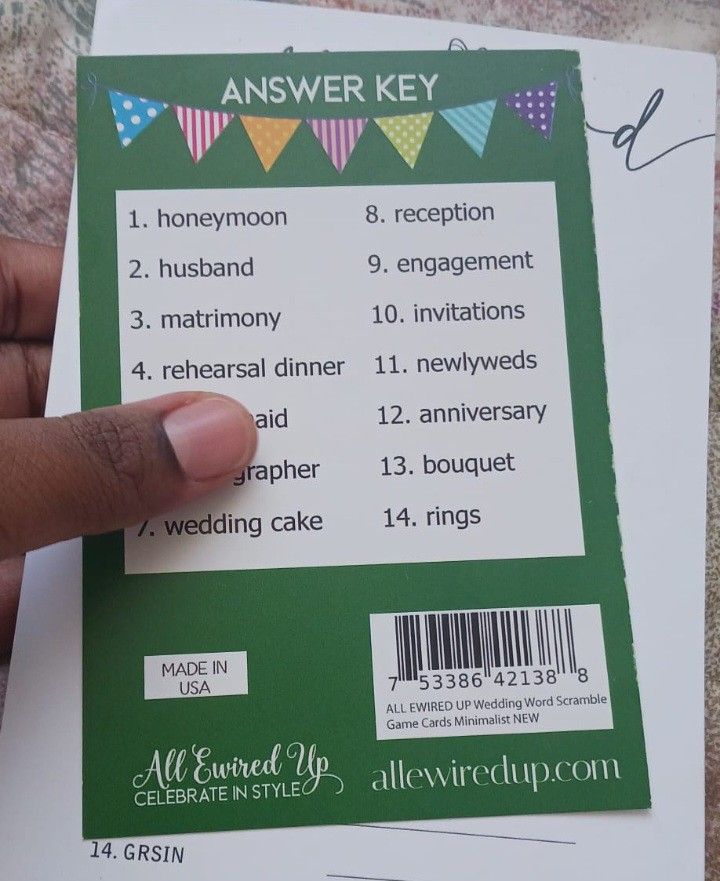 ANSWER KEY
d
1. honeymoon
2. husband
3. matrimony
4. rehearsal dinner
aid
grapher
7. wedding cake
8. reception
9. engagement
10. invitations
11. newlyweds
12. anniversary
13. bouquet
14. rings
MADE IN
USA
7 53386 42138 8
ALL EWIRED UP Wedding Word Scramble
Game Cards Minimalist NEW
All Ewired Up
CELEBRATE IN STYLE
allewiredup.com
14. GRSIN